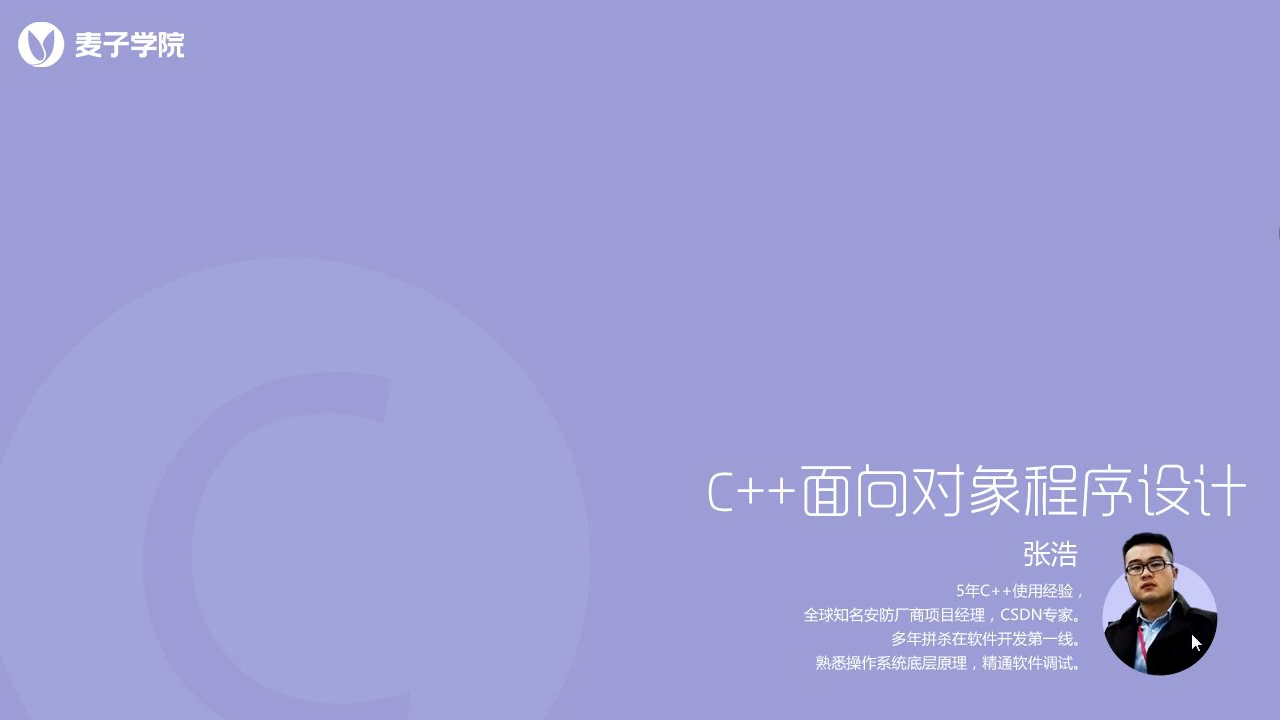 麦子学院
C++面向对象程序设计
张浩
5年C++使用经验，
全球知名安防厂商项目经理，CSDN专家。
多年拼杀在软件开发第一线。
熟悉操作系统底层原理，精通软件调试。